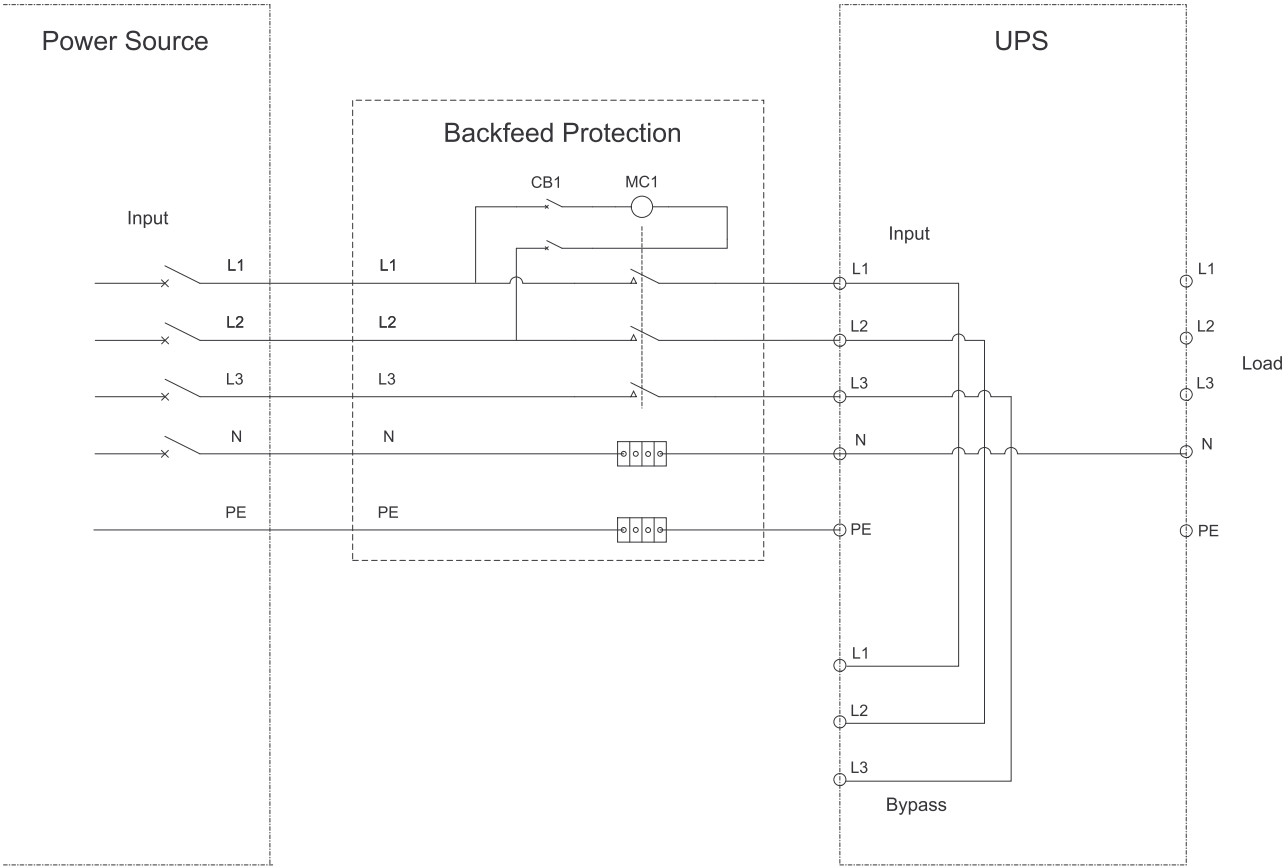 Power Source
UPS
Backfeed Protection
CB1
MC1
Input
Input
L1
L1
L1
L1
L2
L2
L2
L2
Load
L3
L3
L3
L3
N
N
N
N
PE
PE
PE
PE
L1
L2
L3
Bypass